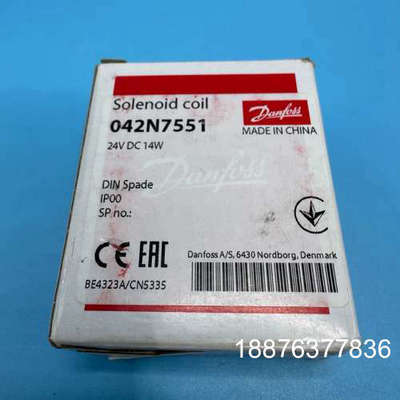 Solenoid coil
042N7551
24V DC 14W
Danfoss
MADE IN CHINA
Danfoss
DIN Spade
IP00
SP no.:
CE EAC
Danfoss A/S, 6430 Nordborg, Denmark
BE4323A/CN5335
18876377836